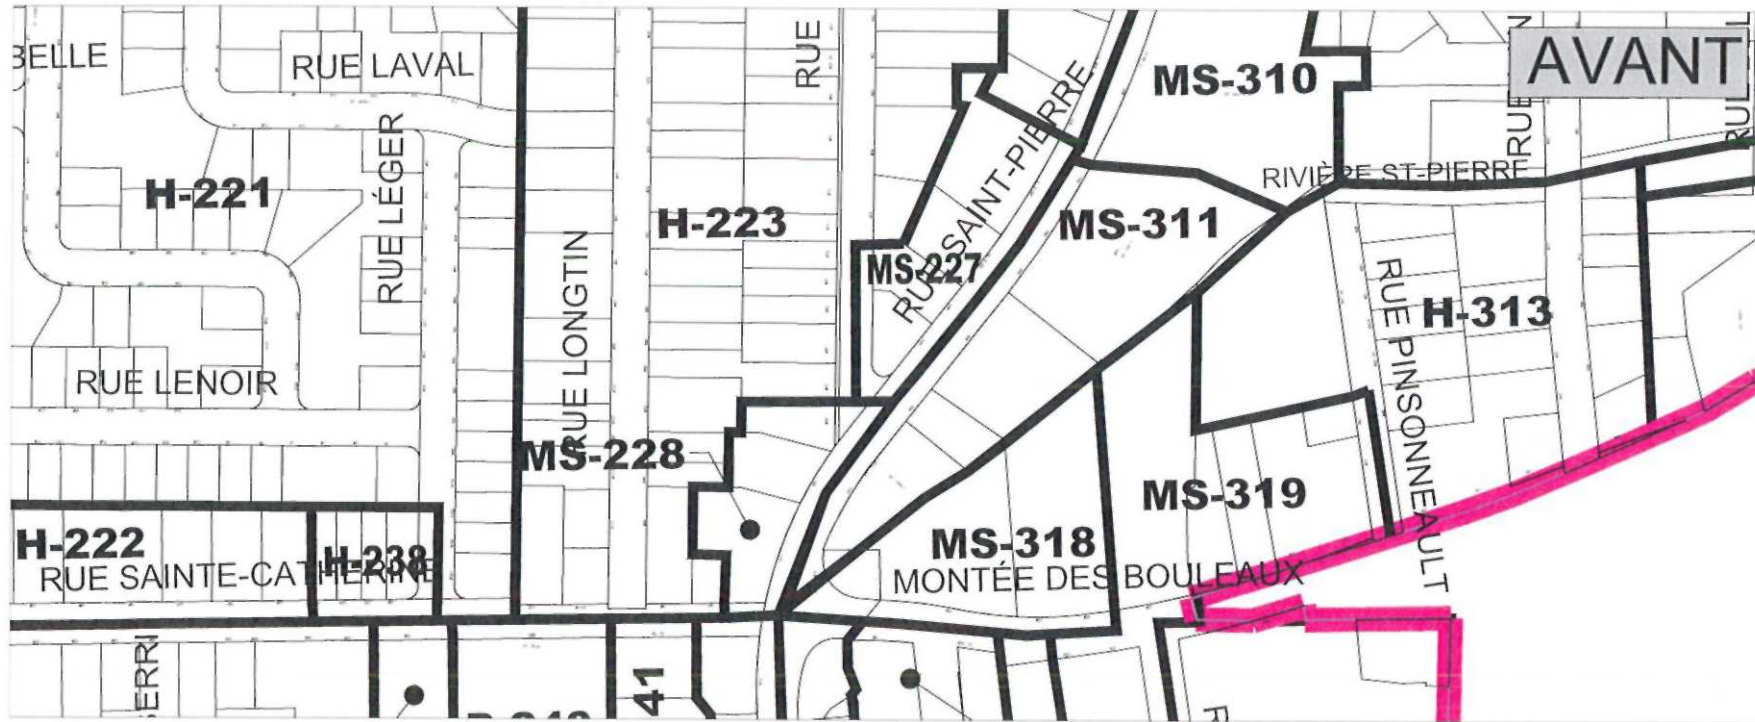 AVANT
BELLE
RUE LAVAL
RUE
MS-310
RUE
RUE LÉGER
RUE SAINT-PIERRE
RIVIÈRE ST-PIERRE
H-221
H-223
MS-311
MS-227
RUE LONGTIN
RUE PINSONNEAULT
H-313
RUE LENOIR
MS-228
MS-319
H-222
H-238
MS-318
RUE SAINTE-CATHERINE
MONTÉE DES BOULEAUX
41